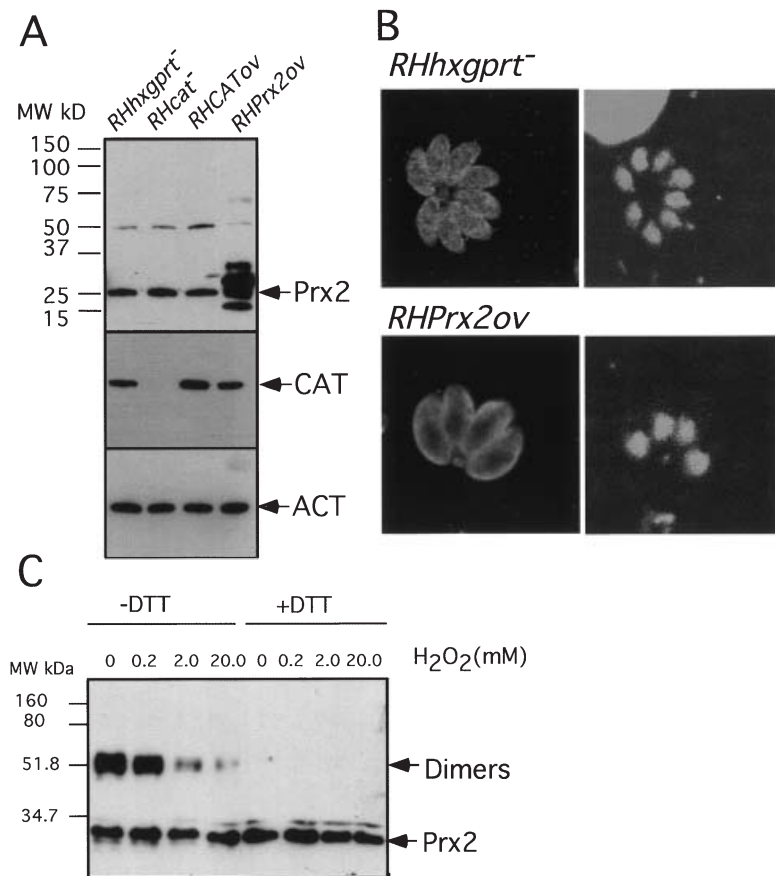 A
MW kD
RHhxgprt⁻
RHcat⁻
RHCATov
RHPrx2ov
150
100
75
50
37
25
15
Prx2
CAT
ACT
B
RHhxgprt⁻
RHPrx2ov
C
-DTT +DTT
0 0.2 2.0 20.0 0 0.2 2.0 20.0 H₂O₂(mM)
MW kDa
160
80
51.8
34.7
Dimers
Prx2